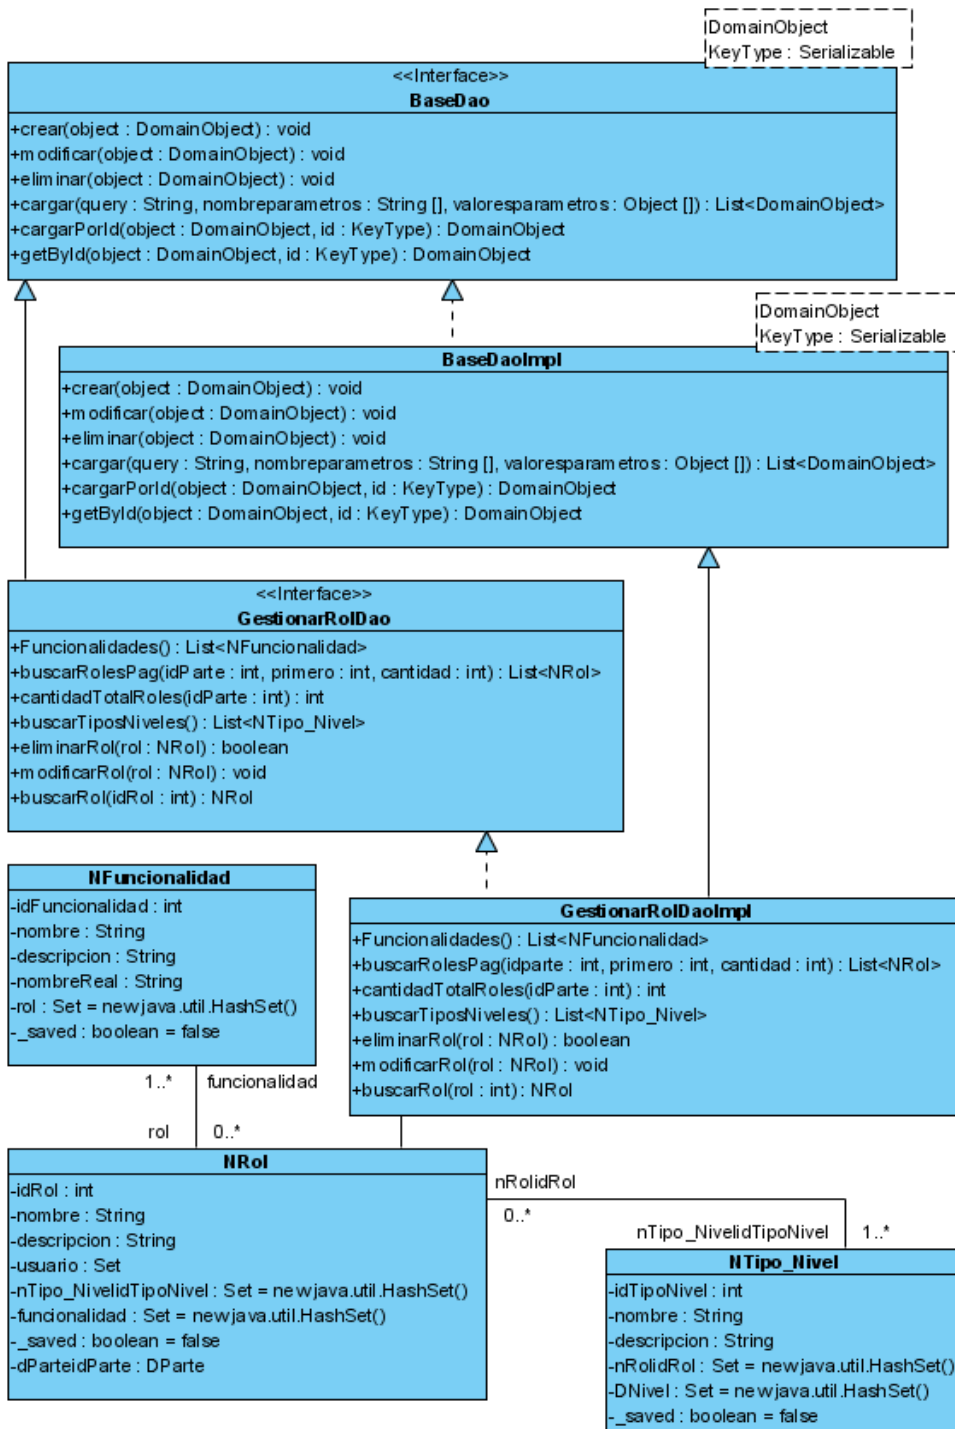 DomainObject
KeyType : Serializable
<<Interface>>
BaseDao
+crear(object : DomainObject) : void
+modificar(object : DomainObject) : void
+eliminar(object : DomainObject) : void
+cargar(query : String, nombreparametros : String [], valoresparametros : Object []) : List<DomainObject>
+cargarPorId(object : DomainObject, id : KeyType) : DomainObject
+getById(object : DomainObject, id : KeyType) : DomainObject
DomainObject
KeyType : Serializable
BaseDaoImpl
+crear(object : DomainObject) : void
+modificar(object : DomainObject) : void
+eliminar(object : DomainObject) : void
+cargar(query : String, nombreparametros : String [], valoresparametros : Object []) : List<DomainObject>
+cargarPorId(object : DomainObject, id : KeyType) : DomainObject
+getById(object : DomainObject, id : KeyType) : DomainObject
<<Interface>>
GestionarRolDao
+Funcionalidades() : List<NFuncionalidad>
+buscarRolesPag(idParte : int, primero : int, cantidad : int) : List<NRol>
+cantidadTotalRoles(idParte : int) : int
+buscarTiposNiveles() : List<NTipo_Nivel>
+eliminarRol(rol : NRol) : boolean
+modificarRol(rol : NRol) : void
+buscarRol(idRol : int) : NRol
NFuncionalidad
-idFuncionalidad : int
-nombre : String
-descripcion : String
-nombreReal : String
-rol : Set = new java.util.HashSet()
-_saved : boolean = false
GestionarRolDaoImpl
+Funcionalidades() : List<NFuncionalidad>
+buscarRolesPag(idparte : int, primero : int, cantidad : int) : List<NRol>
+cantidadTotalRoles(idParte : int) : int
+buscarTiposNiveles() : List<NTipo_Nivel>
+eliminarRol(rol : NRol) : boolean
+modificarRol(rol : NRol) : void
+buscarRol(rol : int) : NRol
1..* funcionalidad
rol 0..*
NRol
-idRol : int
-nombre : String
-descripcion : String
-usuario : Set
-nTipo_NivelidTipoNivel : Set = new java.util.HashSet()
-funcionalidad : Set = new java.util.HashSet()
-_saved : boolean = false
-dParteidParte : DParte
nRolidRol
0..*
nTipo_NivelidTipoNivel 1..*
NTipo_Nivel
-idTipoNivel : int
-nombre : String
-descripcion : String
-nRolidRol : Set = new java.util.HashSet()
-DNivel : Set = new java.util.HashSet()
-_saved : boolean = false